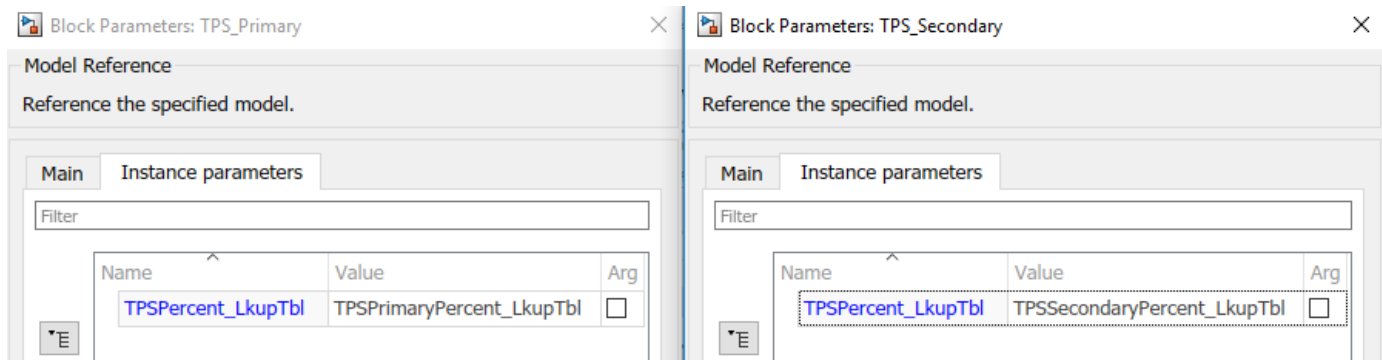 Block Parameters: TPS_Primary
Model Reference
Reference the specified model.
Main Instance parameters
Filter
Name Value Arg
TPSPercent_LkupTbl TPSPrimaryPercent_LkupTbl
Block Parameters: TPS_Secondary
Model Reference
Reference the specified model.
Main Instance parameters
Filter
Name Value Arg
TPSPercent_LkupTbl TPSSecondaryPercent_LkupTbl